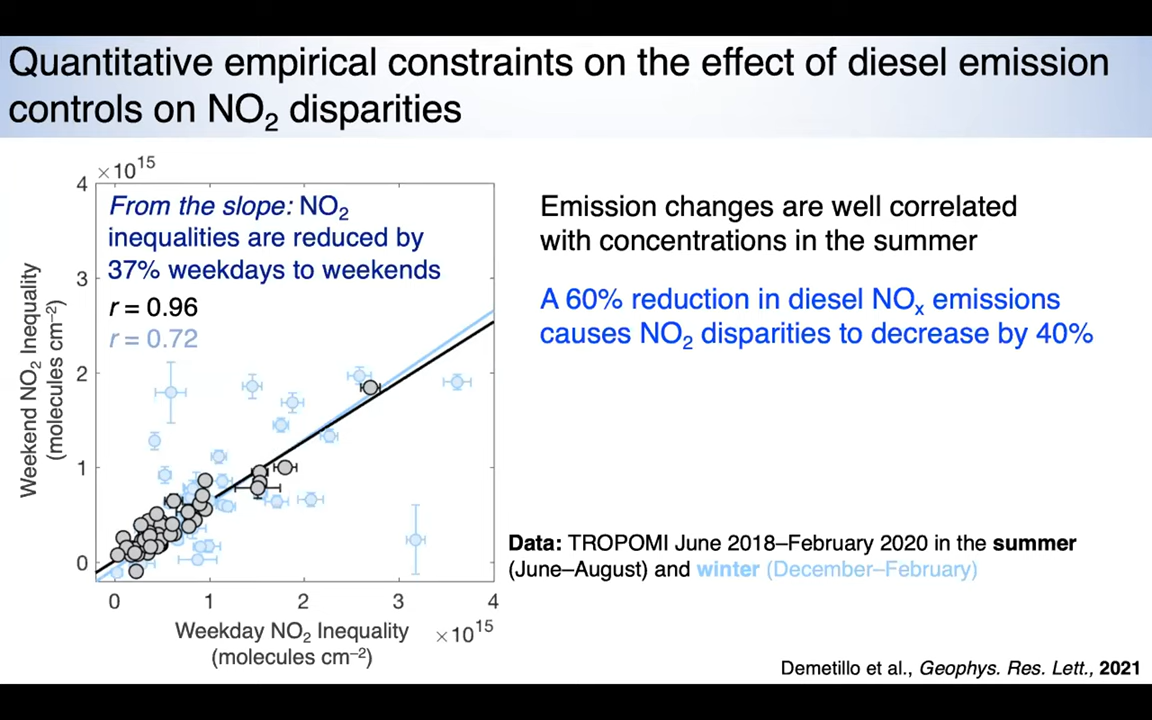 Quantitative empirical constraints on the effect of diesel emission
controls on NO₂ disparities
×10¹⁵
4
3
2
1
0
Weekend NO₂ Inequality
(molecules cm⁻²)
From the slope: NO₂
inequalities are reduced by
37% weekdays to weekends
r = 0.96
r = 0.72
0 1 2 3 4
Weekday NO₂ Inequality ×10¹⁵
(molecules cm⁻²)
Emission changes are well correlated
with concentrations in the summer
A 60% reduction in diesel NOₓ emissions
causes NO₂ disparities to decrease by 40%
Data: TROPOMI June 2018–February 2020 in the summer
(June–August) and winter (December–February)
Demetillo et al., Geophys. Res. Lett., 2021